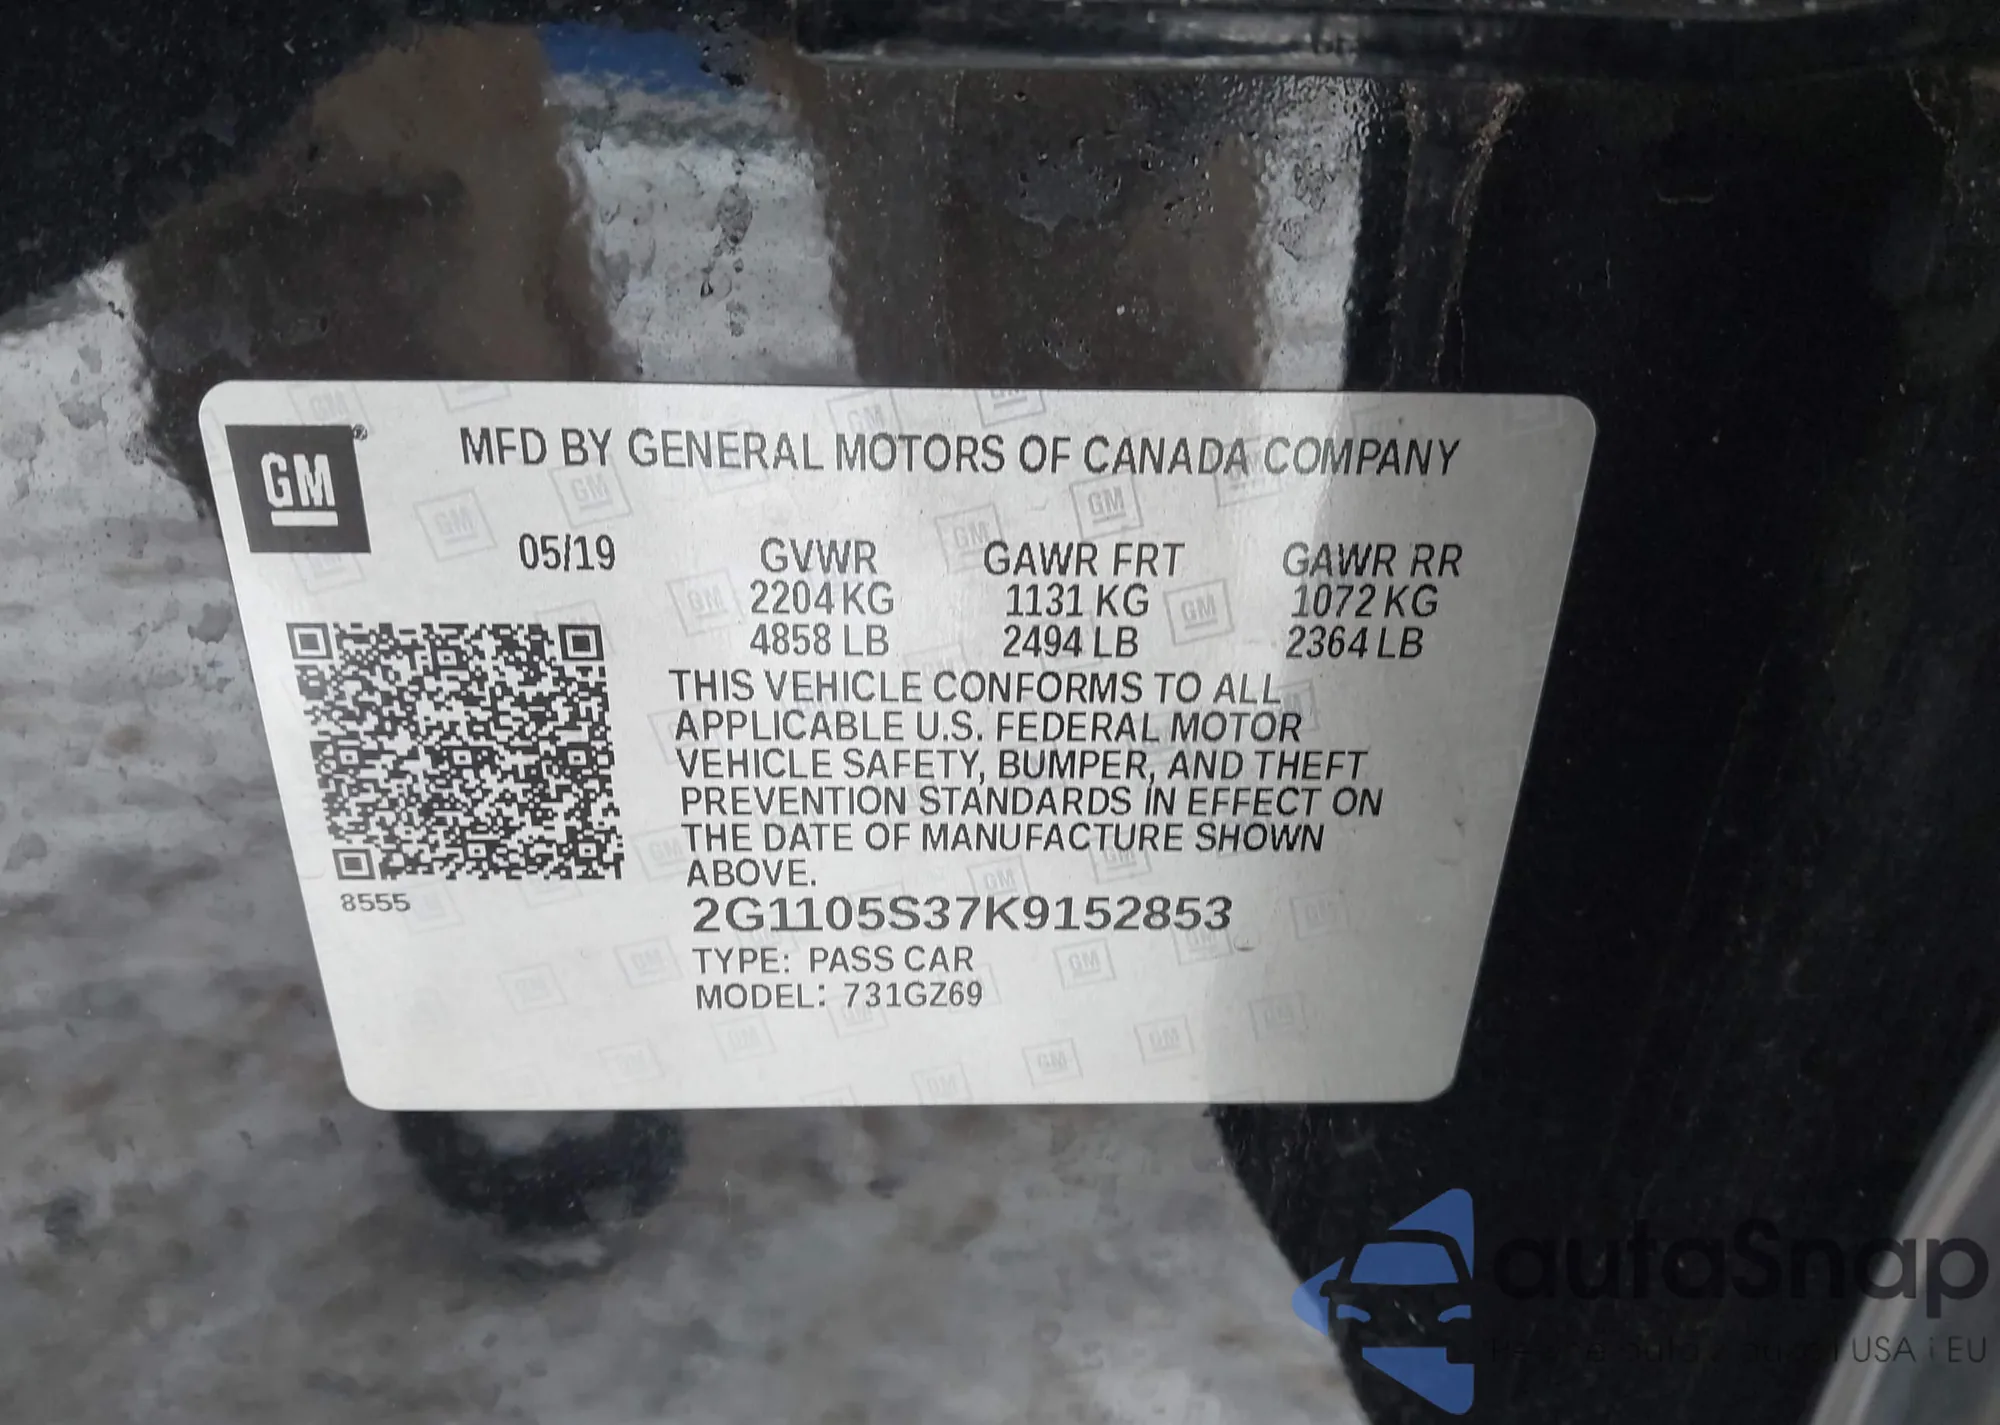 GM®
MFD BY GENERAL MOTORS OF CANADA COMPANY
05/19 GVWR GAWR FRT GAWR RR
2204 KG 1131 KG 1072 KG
4858 LB 2494 LB 2364 LB
THIS VEHICLE CONFORMS TO ALL
APPLICABLE U.S. FEDERAL MOTOR
VEHICLE SAFETY, BUMPER, AND THEFT
PREVENTION STANDARDS IN EFFECT ON
THE DATE OF MANUFACTURE SHOWN
ABOVE.
8555
2G1105S37K9152853
TYPE: PASS CAR
MODEL: 731GZ69
autoSnap
USA i EU